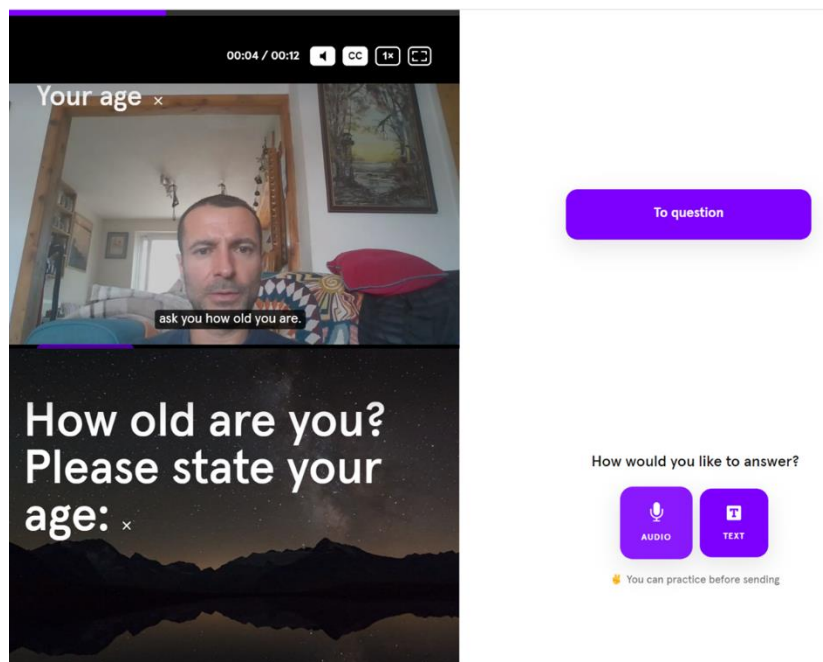 00:04 / 00:12 CC 1×
Your age ×
ask you how old you are.
To question
How old are you?
Please state your
age: ×
How would you like to answer?
AUDIO
T
TEXT
✌ You can practice before sending